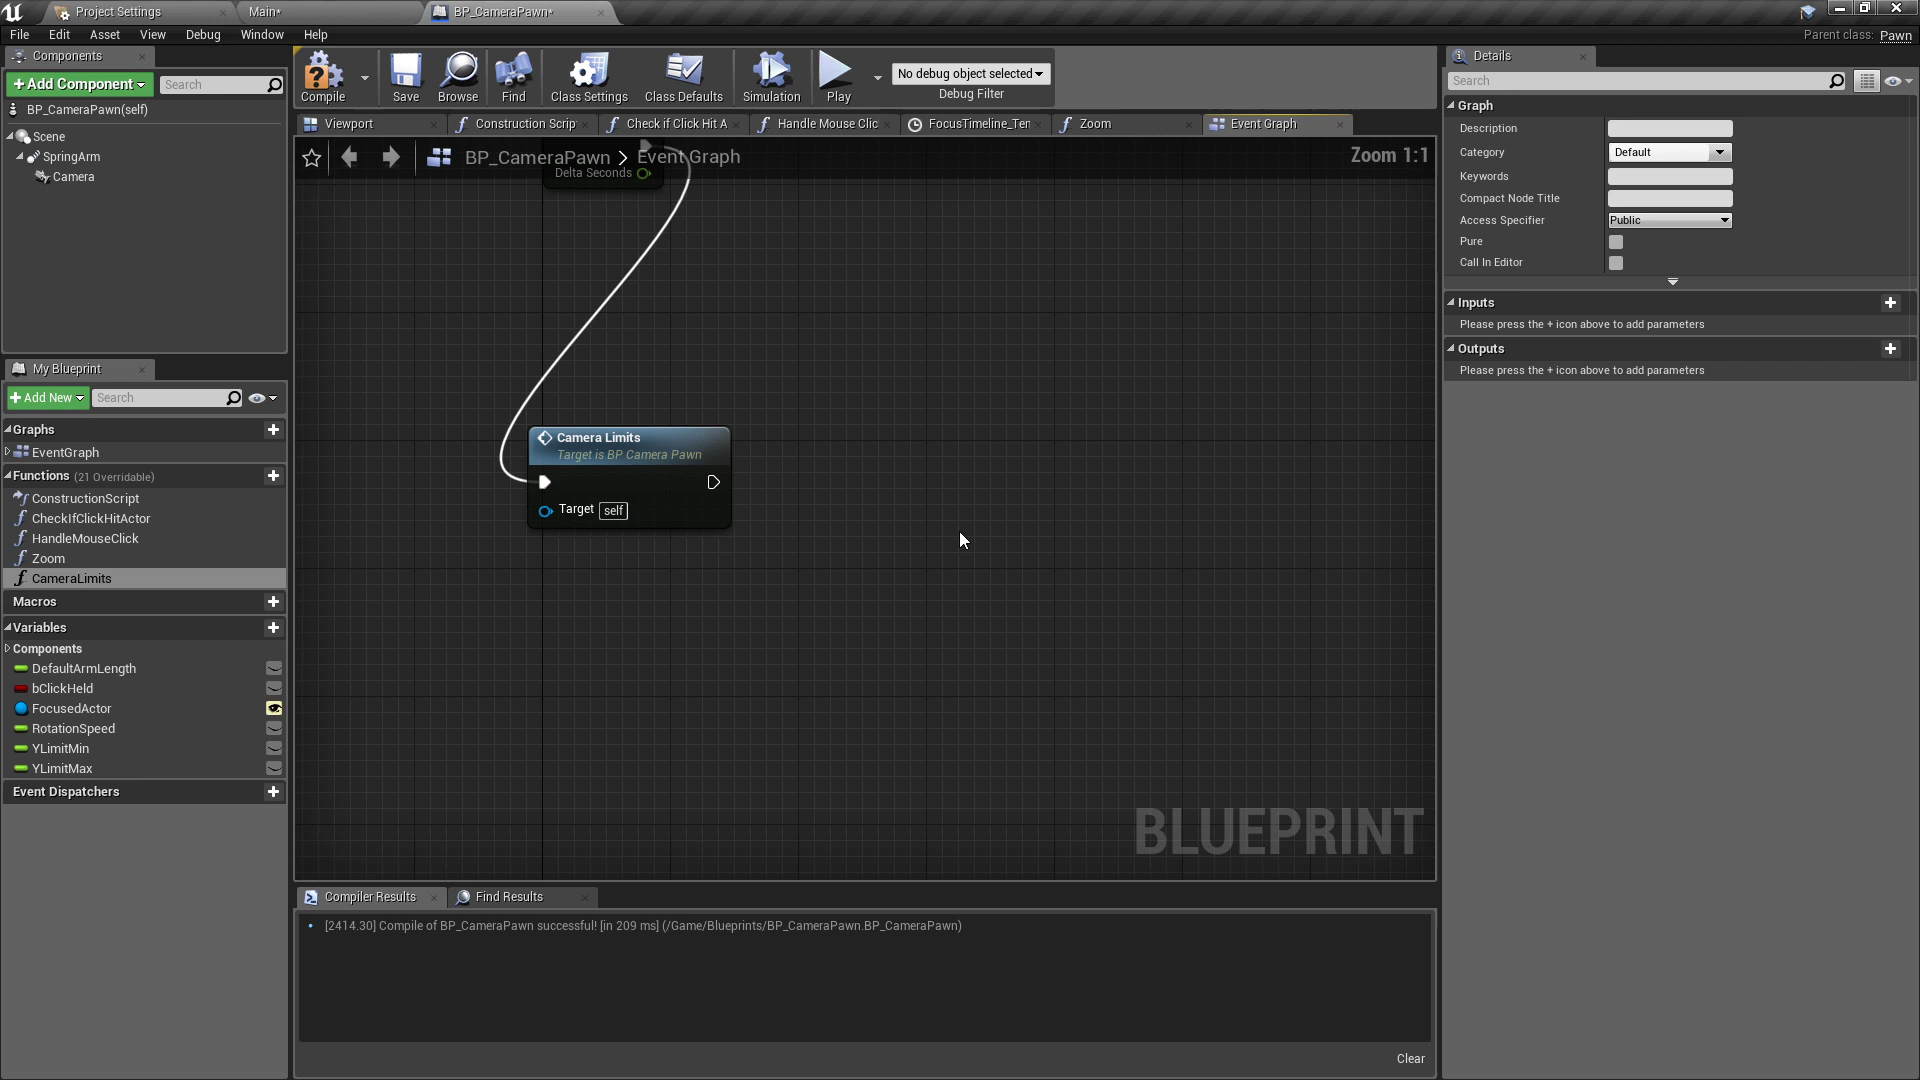 Project Settings
Main*
BP_CameraPawn*
File Edit Asset View Debug Window Help
Parent class: Pawn
Components
+ Add Component
Search
BP_CameraPawn(self)
Scene
SpringArm
Camera
My Blueprint
+ Add New
Search
Graphs
EventGraph
Functions (21 Overridable)
ConstructionScript
CheckIfClickHitActor
HandleMouseClick
Zoom
CameraLimits
Macros
Variables
Components
DefaultArmLength
bClickHeld
FocusedActor
RotationSpeed
YLimitMin
YLimitMax
Event Dispatchers
Compile
Save
Browse
Find
Class Settings
Class Defaults
Simulation
Play
No debug object selected
Debug Filter
Viewport
Construction Scrip
Check if Click Hit A
Handle Mouse Clic
FocusTimeline_Ten
Zoom
Event Graph
BP_CameraPawn > Event Graph
Zoom 1:1
Delta Seconds
Camera Limits
Target is BP Camera Pawn
Target self
BLUEPRINT
Compiler Results
Find Results
[2414.30] Compile of BP_CameraPawn successful! [in 209 ms] (/Game/Blueprints/BP_CameraPawn.BP_CameraPawn)
Clear
Details
Search
Graph
Description
Category Default
Keywords
Compact Node Title
Access Specifier Public
Pure
Call In Editor
Inputs
Please press the + icon above to add parameters
Outputs
Please press the + icon above to add parameters